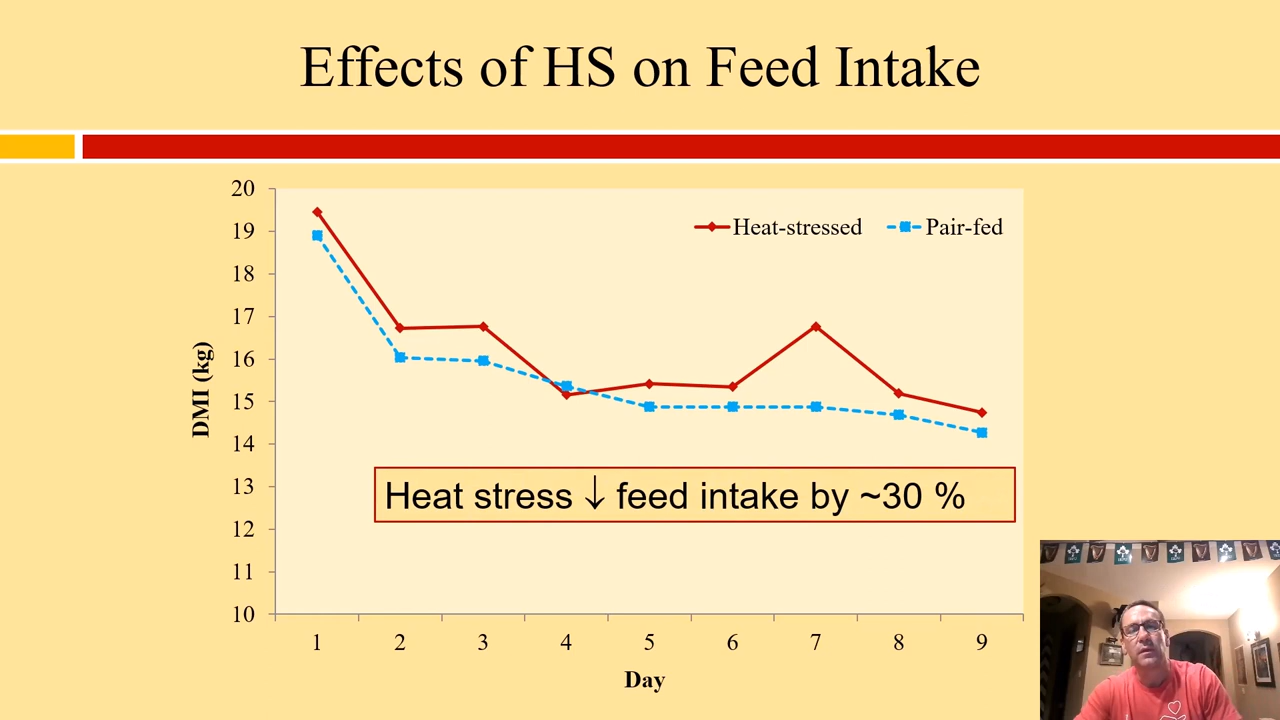 Effects of HS on Feed Intake
20
19
18
17
16
15
14
13
12
11
10
DMI (kg)
Heat-stressed
Pair-fed
Heat stress ↓ feed intake by ~30 %
1 2 3 4 5 6 7 8 9
Day